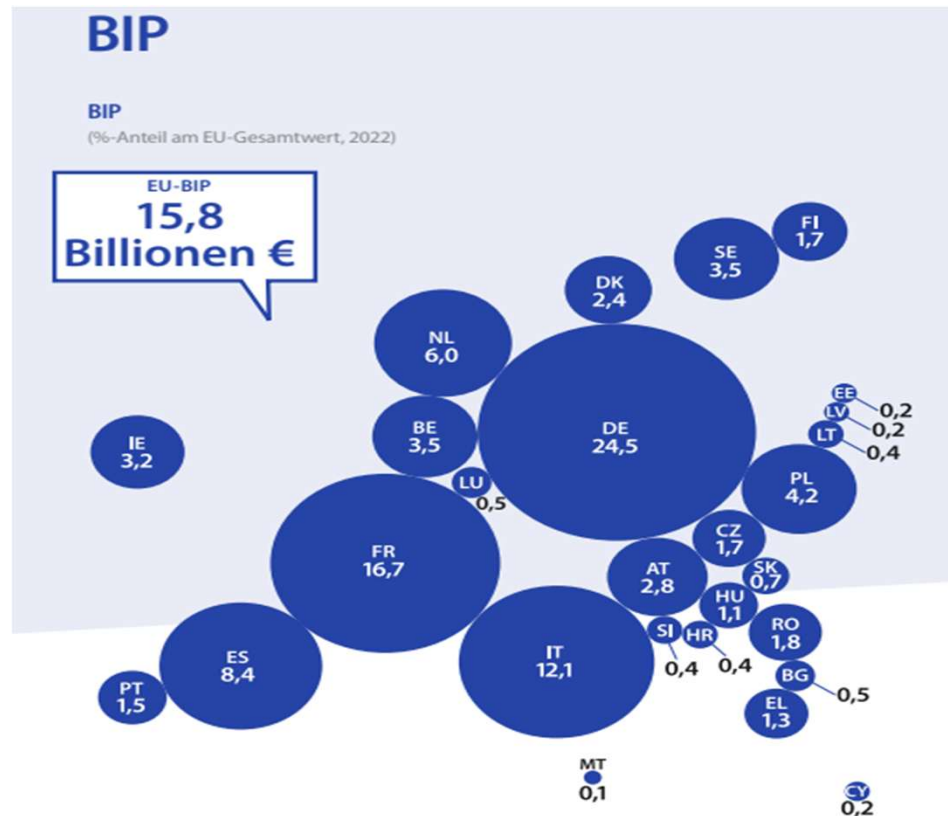 BIP
BIP
(%-Anteil am EU-Gesamtwert, 2022)
EU-BIP
15,8
Billionen €
FI
1,7
SE
3,5
DK
2,4
NL
6,0
EE
0,2
LV
0,2
LT
0,4
DE
24,5
BE
3,5
IE
3,2
LU
0,5
PL
4,2
CZ
1,7
FR
16,7
AT
2,8
SK
0,7
HU
1,1
SI
0,4
HR
0,4
RO
1,8
ES
8,4
IT
12,1
BG
0,5
PT
1,5
EL
1,3
MT
0,1
CY
0,2